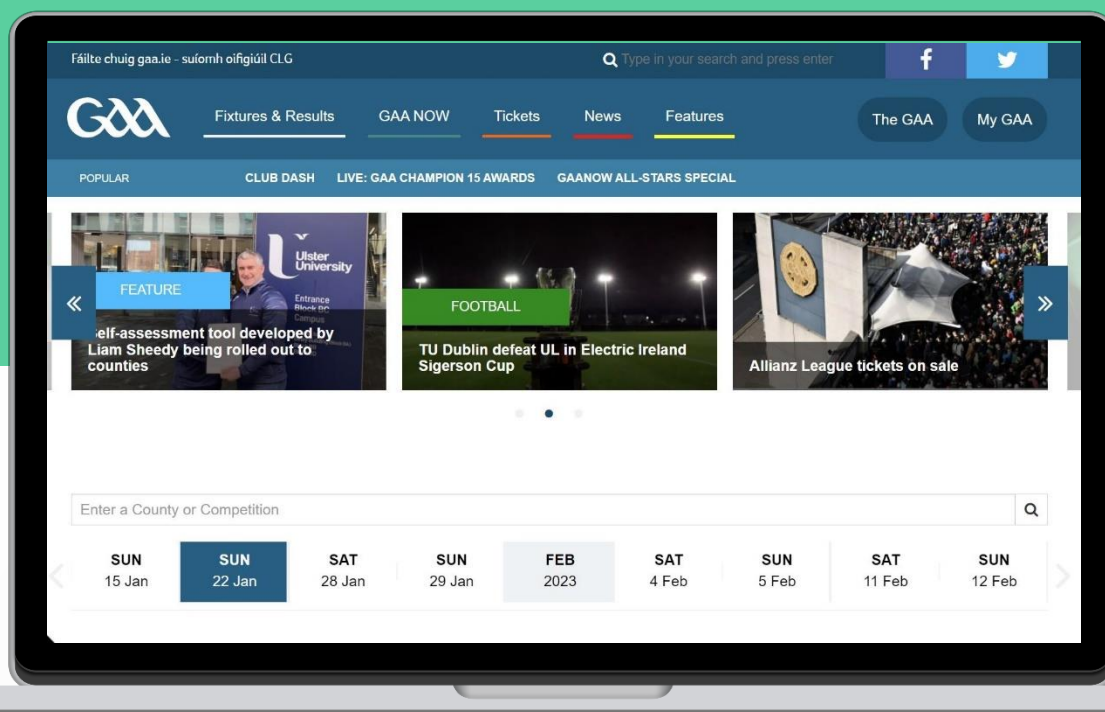 Fáilte chuig gaa.ie - suíomh oifigiúil CLG
Type in your search and press enter
GAA
Fixtures & Results
GAA NOW
Tickets
News
Features
The GAA
My GAA
POPULAR
CLUB DASH
LIVE: GAA CHAMPION 15 AWARDS
GAANOW ALL-STARS SPECIAL
Ulster
University
Entrance
Block BC
Campus
FEATURE
Self-assessment tool developed by
Liam Sheedy being rolled out to
counties
FOOTBALL
TU Dublin defeat UL in Electric Ireland
Sigerson Cup
Allianz League tickets on sale
Enter a County or Competition
SUN
15 Jan
SUN
22 Jan
SAT
28 Jan
SUN
29 Jan
FEB
2023
SAT
4 Feb
SUN
5 Feb
SAT
11 Feb
SUN
12 Feb